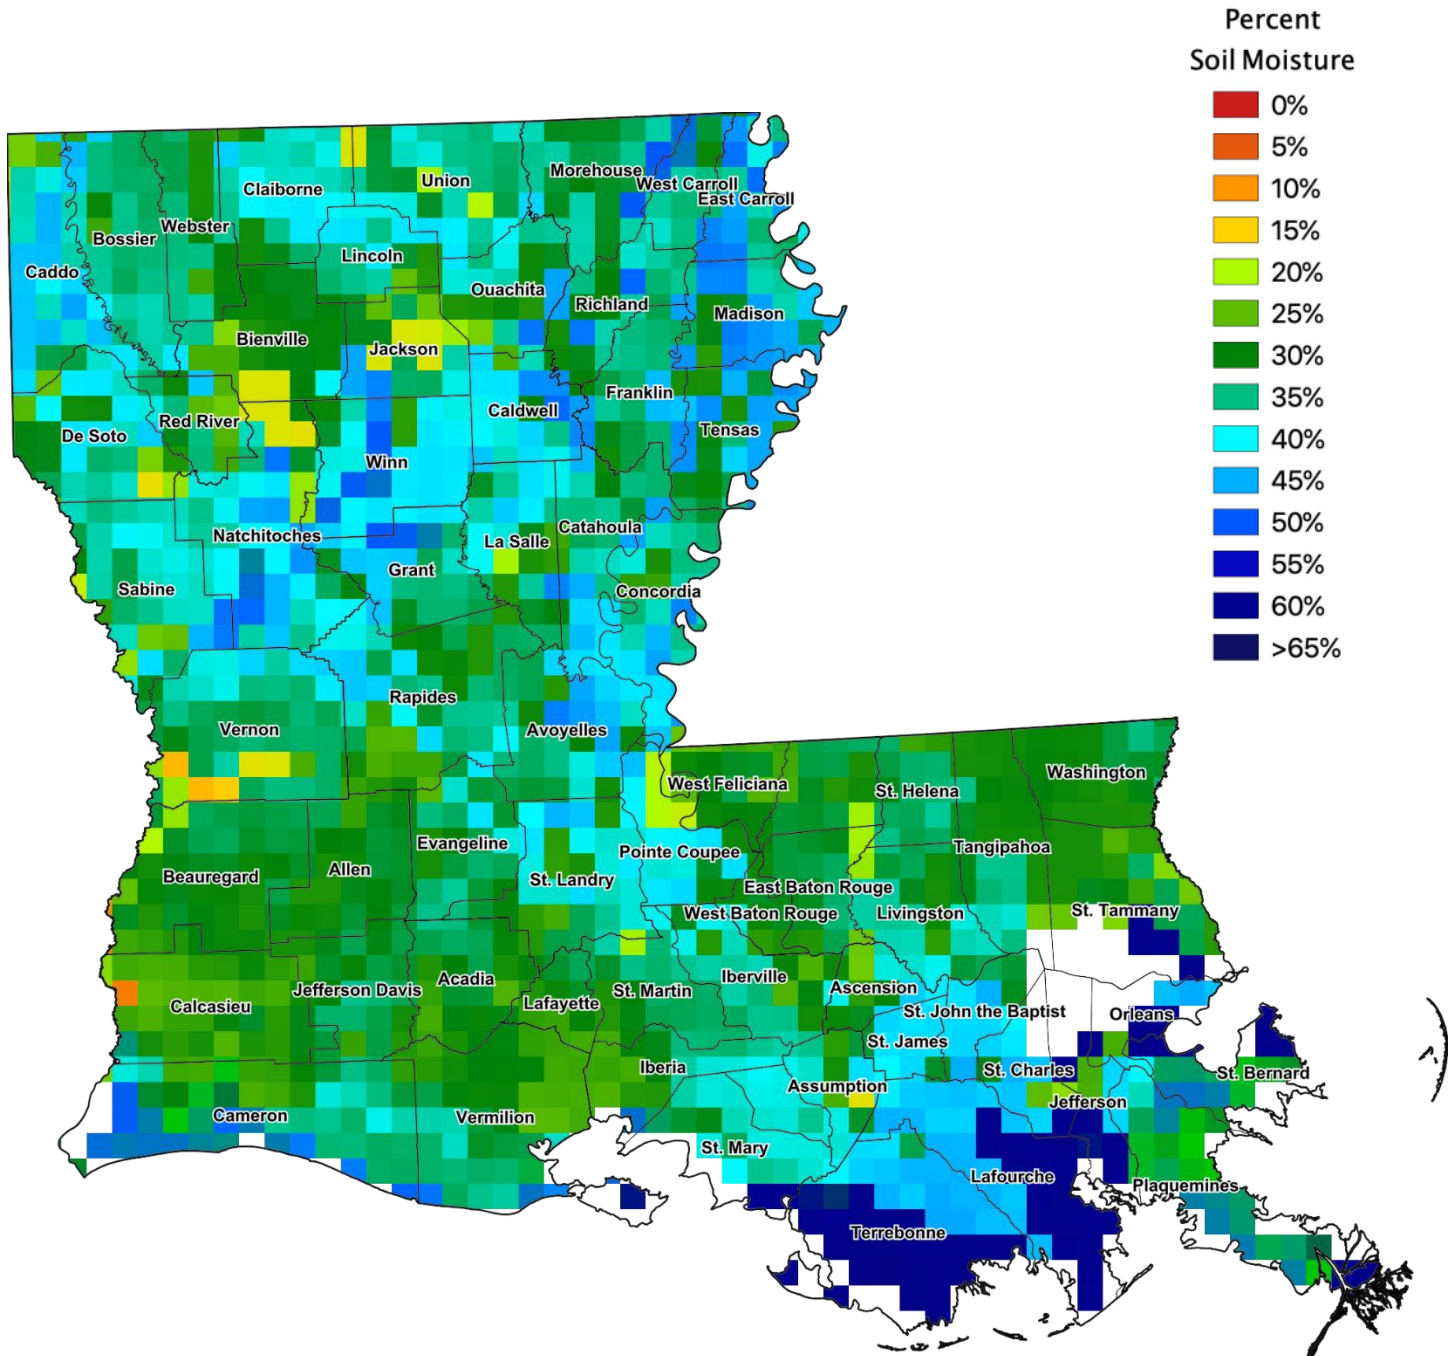 Percent
Soil Moisture
0%
5%
10%
15%
20%
25%
30%
35%
40%
45%
50%
55%
60%
>65%
Morehouse
West Carroll
Union
Claiborne
East Carroll
Webster
Bossier
Lincoln
Caddo
Ouachita
Richland
Madison
Bienville
Jackson
Franklin
Caldwell
Red River
Tensas
De Soto
Winn
Catahoula
Natchitoches
La Salle
Grant
Sabine
Concordia
Rapides
Vernon
Avoyelles
Washington
West Feliciana
St. Helena
Evangeline
Tangipahoa
Pointe Coupee
Allen
Beauregard
St. Landry
East Baton Rouge
St. Tammany
West Baton Rouge
Livingston
Iberville
Acadia
Ascension
Jefferson Davis
St. Martin
Lafayette
Calcasieu
St. John the Baptist
Orleans
St. James
Iberia
St. Charles
St. Bernard
Assumption
Jefferson
Cameron
Vermilion
St. Mary
Lafourche
Plaquemines
Terrebonne